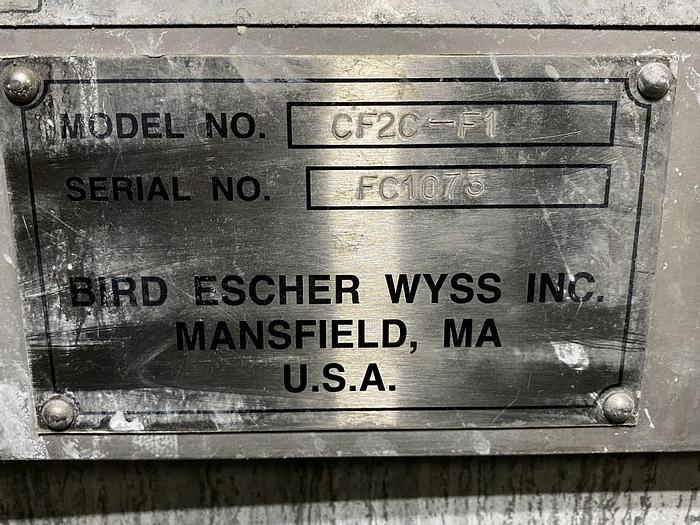 MODEL NO. CF2C-F1
SERIAL NO. FC1073
BIRD ESCHER WYSS INC.
MANSFIELD, MA
U.S.A.